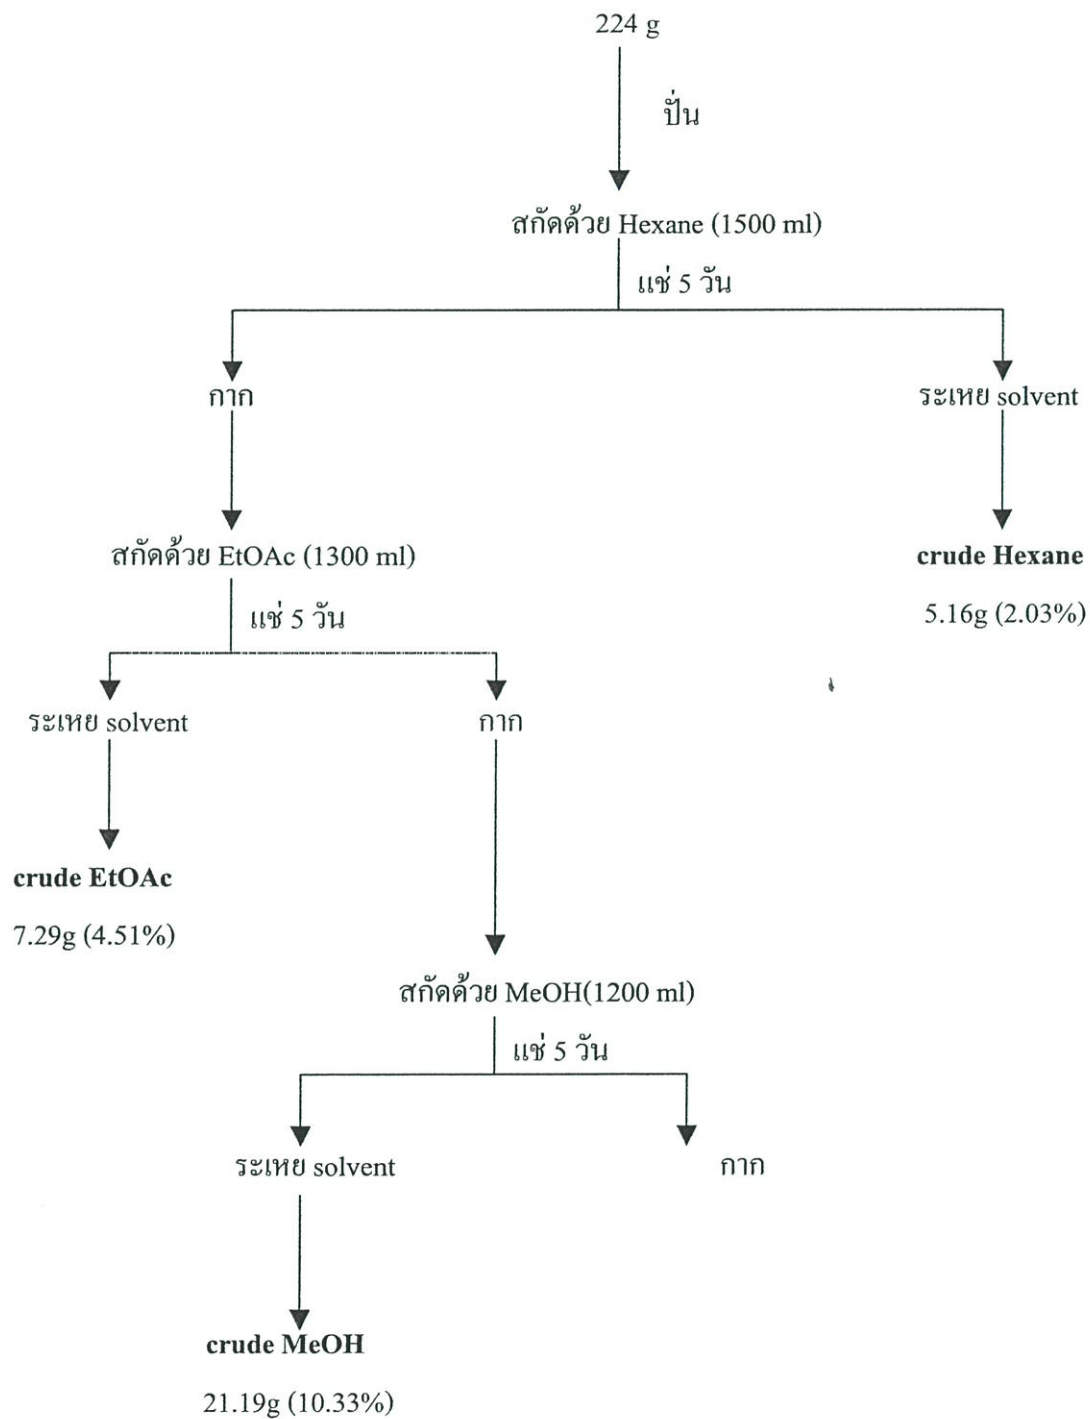 224 g
ปั่น
สกัดด้วย Hexane (1500 ml)
แช่ 5 วัน
กาก
ระเหย solvent
สกัดด้วย EtOAc (1300 ml)
crude Hexane
แช่ 5 วัน
5.16g (2.03%)
ระเหย solvent
กาก
crude EtOAc
7.29g (4.51%)
สกัดด้วย MeOH(1200 ml)
แช่ 5 วัน
ระเหย solvent
กาก
crude MeOH
21.19g (10.33%)